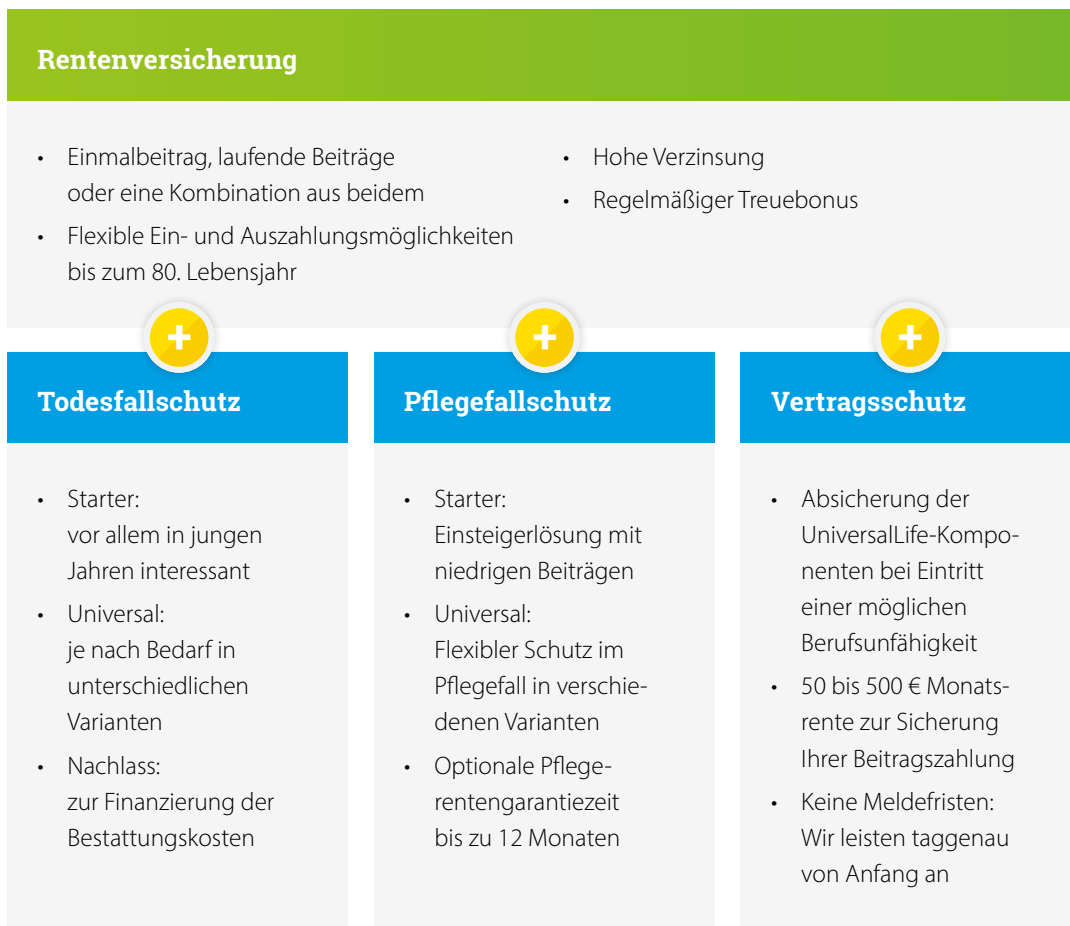 Rentenversicherung
• Einmalbeitrag, laufende Beiträge
oder eine Kombination aus beidem
• Flexible Ein- und Auszahlungsmöglichkeiten
bis zum 80. Lebensjahr
• Hohe Verzinsung
• Regelmäßiger Treuebonus
+
+
+
Todesfallschutz
• Starter:
vor allem in jungen
Jahren interessant
• Universal:
je nach Bedarf in
unterschiedlichen
Varianten
• Nachlass:
zur Finanzierung der
Bestattungskosten
Pflegefallschutz
• Starter:
Einsteigerlösung mit
niedrigen Beiträgen
• Universal:
Flexibler Schutz im
Pflegefall in verschie-
denen Varianten
• Optionale Pflege-
rentengarantiezeit
bis zu 12 Monaten
Vertragsschutz
• Absicherung der
UniversalLife-Kompo-
nenten bei Eintritt
einer möglichen
Berufsunfähigkeit
• 50 bis 500 € Monats-
rente zur Sicherung
Ihrer Beitragszahlung
• Keine Meldefristen:
Wir leisten taggenau
von Anfang an